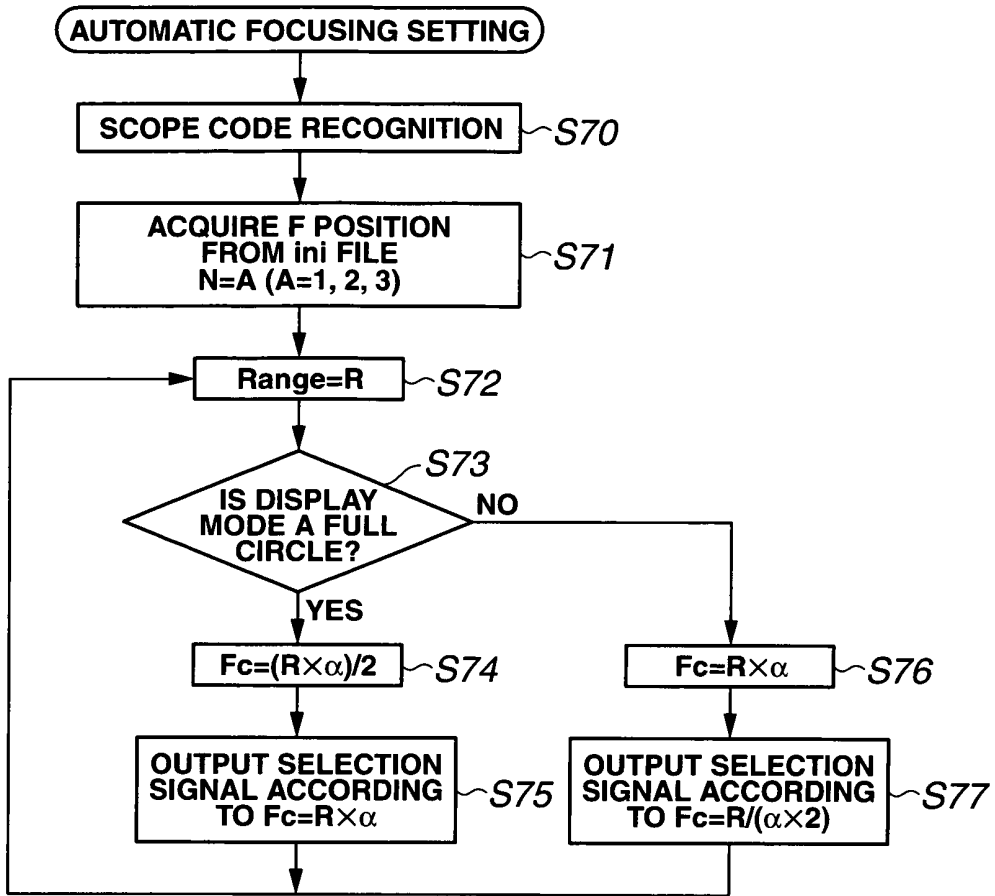 AUTOMATIC FOCUSING SETTING
SCOPE CODE RECOGNITION
S70
ACQUIRE F POSITION
FROM ini FILE
N=A (A=1, 2, 3)
S71
Range=R
S72
S73
IS DISPLAY
MODE A FULL
CIRCLE?
NO
YES
Fc=(R×α)/2
S74
Fc=R×α
S76
OUTPUT SELECTION
SIGNAL ACCORDING
TO Fc=R×α
S75
OUTPUT SELECTION
SIGNAL ACCORDING
TO Fc=R/(α×2)
S77